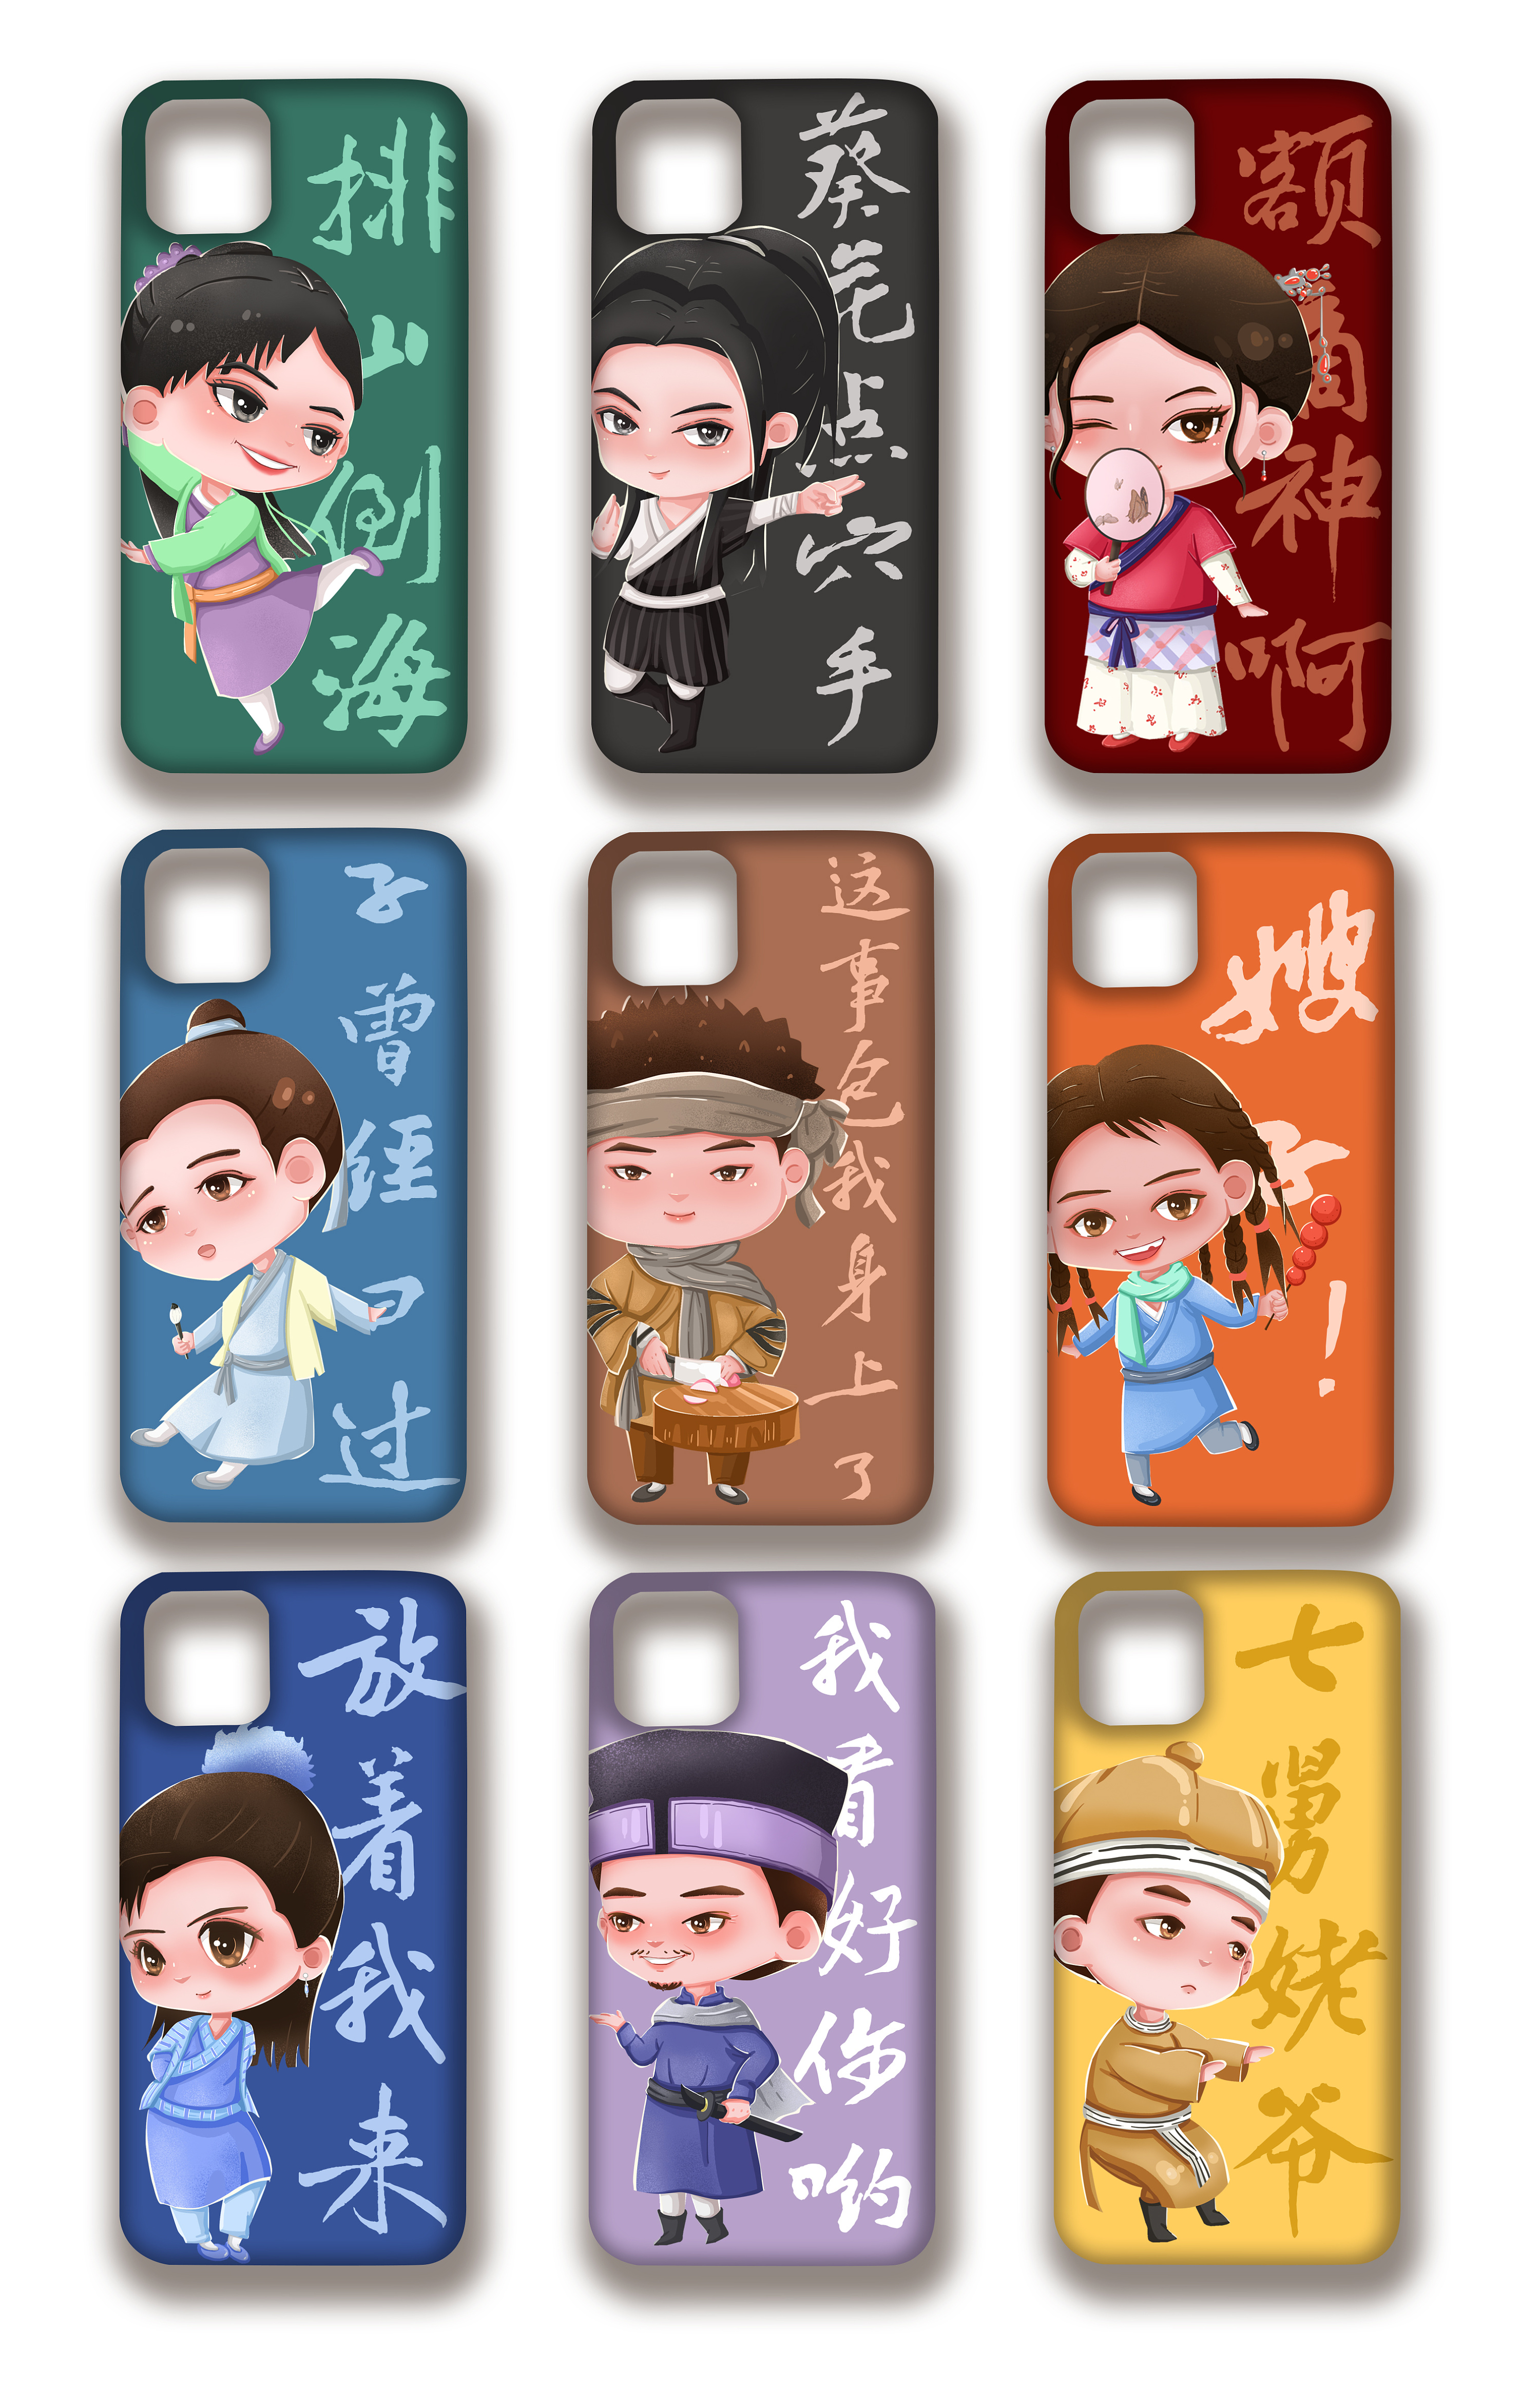 排山倒海
葵花点穴手
额滴神啊
子曾经曰过
这事包我身上了
嫂子！
放着我来
我看好你哟
七舅姥爷